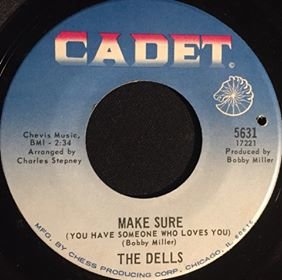 CADET
Chevis Music,
BMI - 2:34
Arranged by
Charles Stepney
5631
17221
Produced by
Bobby Miller
MAKE SURE
(YOU HAVE SOMEONE WHO LOVES YOU)
(Bobby Miller)
THE DELLS
MFG. BY CHESS PRODUCING CORP., CHICAGO, ILL. 60616